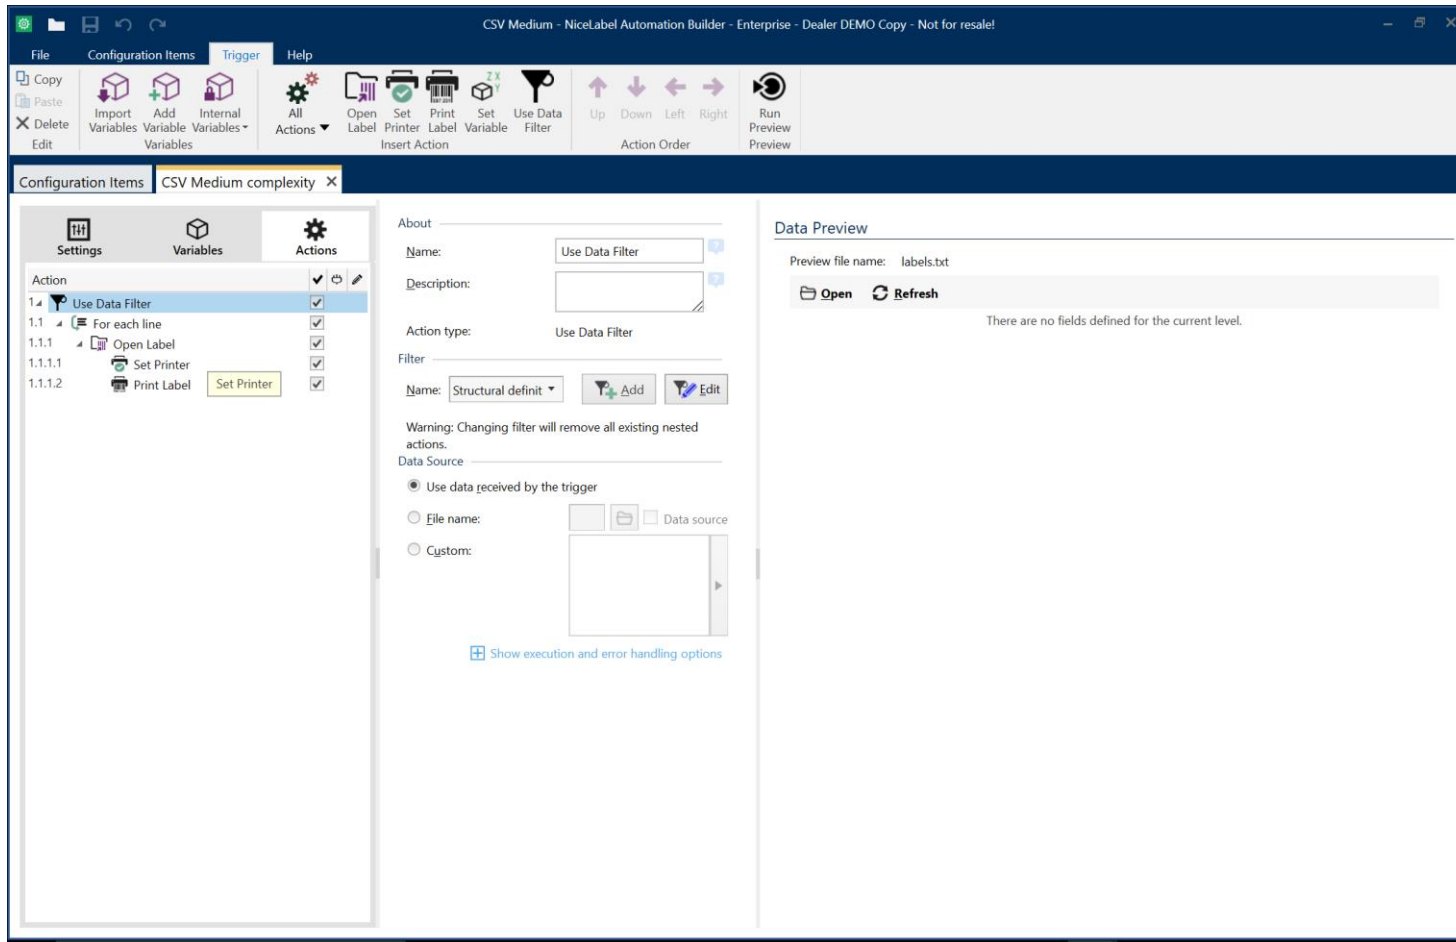 CSV Medium - NiceLabel Automation Builder - Enterprise - Dealer DEMO Copy - Not for resale!
File Configuration Items Trigger Help
Copy
Paste
Delete
Edit
Import Variables
Add Variable
Internal Variables
Variables
All Actions
Open Label
Set Printer
Print Label
Set Variable
Use Data Filter
Insert Action
Up Down Left Right
Action Order
Run Preview
Preview
Configuration Items CSV Medium complexity
Settings Variables Actions
Action
1 Use Data Filter
1.1 For each line
1.1.1 Open Label
1.1.1.1 Set Printer
1.1.1.2 Print Label
Set Printer
About
Name: Use Data Filter
Description:
Action type: Use Data Filter
Filter
Name: Structural definit Add Edit
Warning: Changing filter will remove all existing nested
actions.
Data Source
Use data received by the trigger
File name: Data source
Custom:
Show execution and error handling options
Data Preview
Preview file name: labels.txt
Open Refresh
There are no fields defined for the current level.